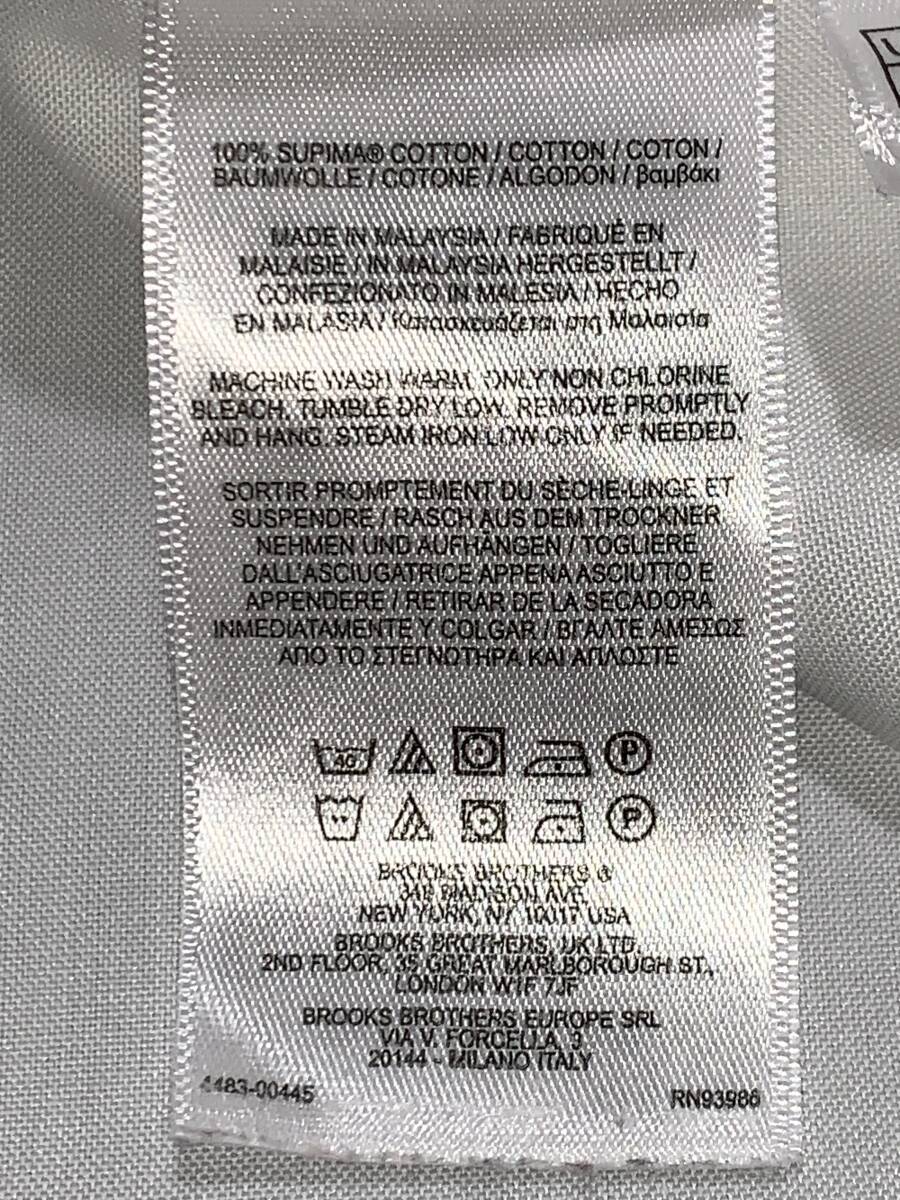 100% SUPIMA® COTTON / COTTON / COTON /
BAUMWOLLE / COTONE / ALGODON / βαμβάκι
MADE IN MALAYSIA / FABRIQUÉ EN
MALAISIE / IN MALAYSIA HERGESTELLT /
CONFEZIONATO IN MALESIA / HECHO
EN MALASIA / Κατασκευάζεται στη Μαλαισία
MACHINE WASH WARM. ONLY NON CHLORINE
BLEACH. TUMBLE DRY LOW. REMOVE PROMPTLY
AND HANG. STEAM IRON LOW ONLY IF NEEDED.
SORTIR PROMPTEMENT DU SÈCHE-LINGE ET
SUSPENDRE / RASCH AUS DEM TROCKNER
NEHMEN UND AUFHÄNGEN / TOGLIERE
DALL'ASCIUGATRICE APPENA ASCIUTTO E
APPENDERE / RETIRAR DE LA SECADORA
INMEDIATAMENTE Y COLGAR / ΒΓΑΛΤΕ ΑΜΕΣΩΣ
ΑΠΟ ΤΟ ΣΤΕΓΝΩΤΗΡΑ ΚΑΙ ΑΠΛΩΣΤΕ
40 P
P
BROOKS BROTHERS ®
346 MADISON AVE.
NEW YORK, NY 10017 USA
BROOKS BROTHERS, UK LTD.
2ND FLOOR, 35 GREAT MARLBOROUGH ST.,
LONDON W1F 7JF
BROOKS BROTHERS EUROPE SRL
VIA V. FORCELLA, 3
20144 - MILANO ITALY
4483-00445 RN93986